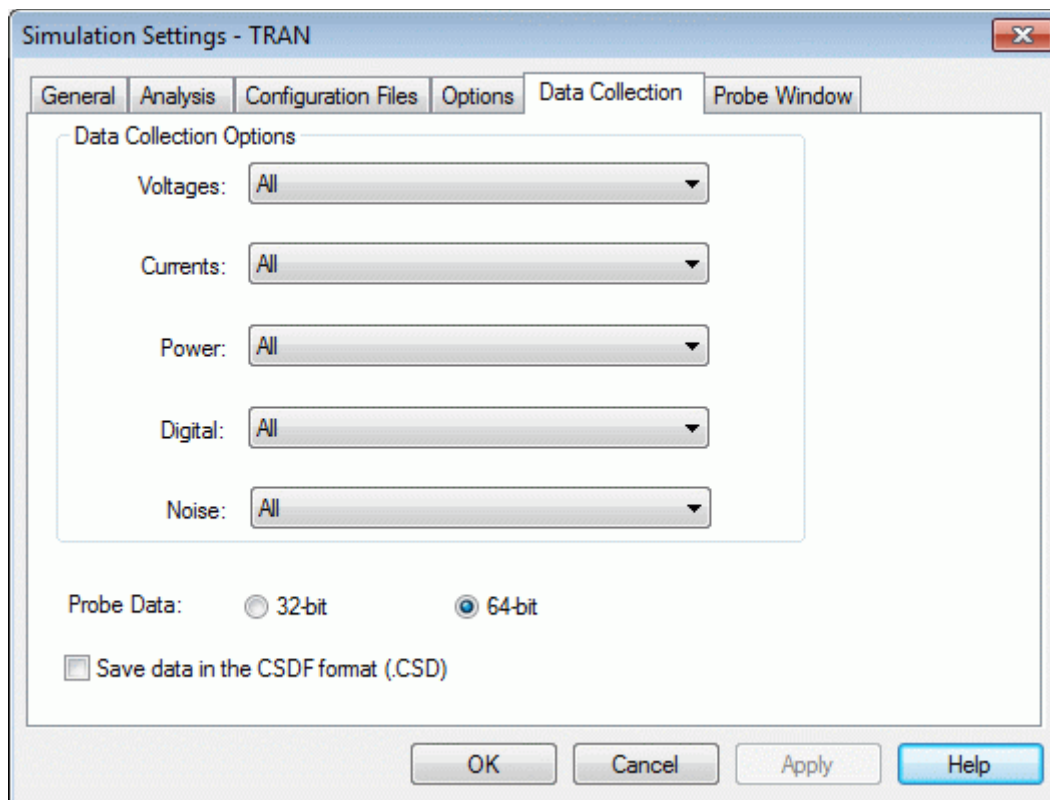 Simulation Settings - TRAN
General Analysis Configuration Files Options Data Collection Probe Window
Data Collection Options
Voltages: All
Currents: All
Power: All
Digital: All
Noise: All
Probe Data: 32-bit 64-bit
Save data in the CSDF format (.CSD)
OK Cancel Apply Help